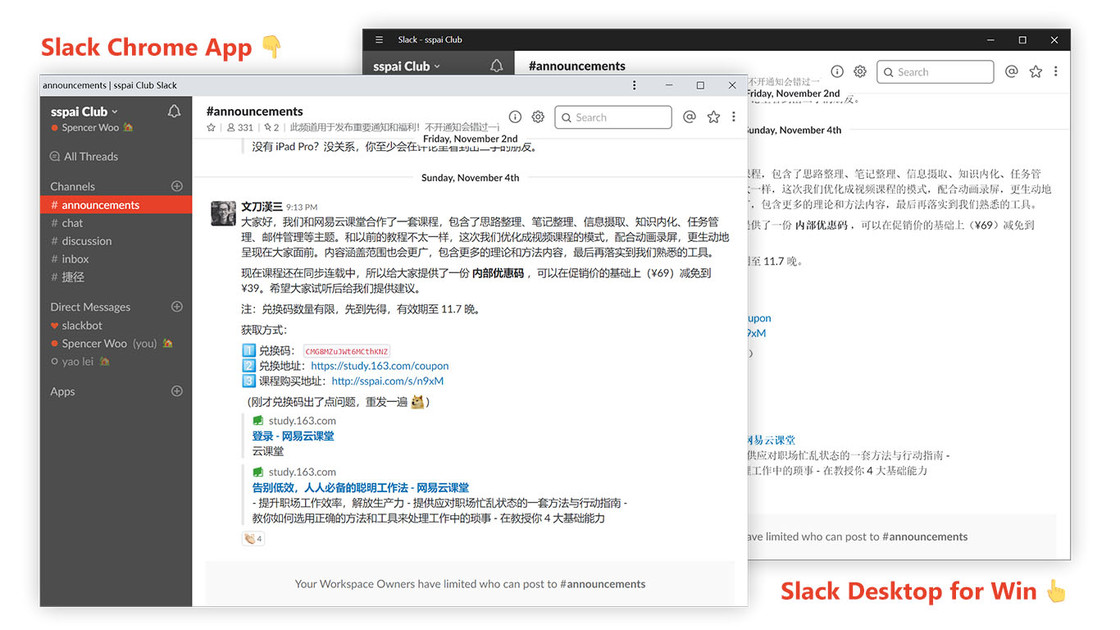 Slack Chrome App 👇
Slack - sspai Club
sspai Club
#announcements
Search
announcements | sspai Club Slack
sspai Club
Spencer Woo
All Threads
Channels
# announcements
# chat
# discussion
# inbox
# 捷径
Direct Messages
slackbot
Spencer Woo (you)
yao lei
Apps
#announcements
331 | 2 | 此频道用于发布重要通知和福利！不开通知会错过一
Search
Friday, November 2nd
没有 iPad Pro？没关系，你至少会在评论里看到出二手的朋友。
Sunday, November 4th
文刀漢三 9:13 PM
大家好，我们和网易云课堂合作了一套课程，包含了思路整理、笔记整理、信息摄取、知识内化、任务管
理、邮件管理等主题。和以前的教程不太一样，这次我们优化成视频课程的模式，配合动画录屏，更生动地
呈现在大家面前。内容涵盖范围也会更广，包含更多的理论和方法内容，最后再落实到我们熟悉的工具。
现在课程还在同步连载中，所以给大家提供了一份 内部优惠码 ，可以在促销价的基础上（¥69）减免到
¥39。希望大家试听后给我们提供建议。
注：兑换码数量有限，先到先得，有效期至 11.7 晚。
获取方式：
1 兑换码： CMG8MZuJWt6MCthKNZ
2 兑换地址：https://study.163.com/coupon
3 课程购买地址：http://sspai.com/s/n9xM
（刚才兑换码出了点问题，重发一遍 ）
study.163.com
登录 - 网易云课堂
云课堂
study.163.com
告别低效，人人必备的聪明工作法 - 网易云课堂
- 提升职场工作效率，解放生产力 - 提供应对职场忙乱状态的一套方法与行动指南 -
教你如何选用正确的方法和工具来处理工作中的琐事 - 在教授你 4 大基础能力
4
Your Workspace Owners have limited who can post to #announcements
不开通知会错过一
Friday, November 2nd
友。
Sunday, November 4th
程，包含了思路整理、笔记整理、信息摄取、知识内化、任务管
一样，这次我们优化成视频课程的模式，配合动画录屏，更生动地
，包含更多的理论和方法内容，最后再落实到我们熟悉的工具。
提供了一份 内部优惠码 ，可以在促销价的基础上（¥69）减免到
至 11.7 晚。
oupon
9xM
）
网易云课堂
供应对职场忙乱状态的一套方法与行动指南 -
理工作中的琐事 - 在教授你 4 大基础能力
ave limited who can post to #announcements
Slack Desktop for Win 👆